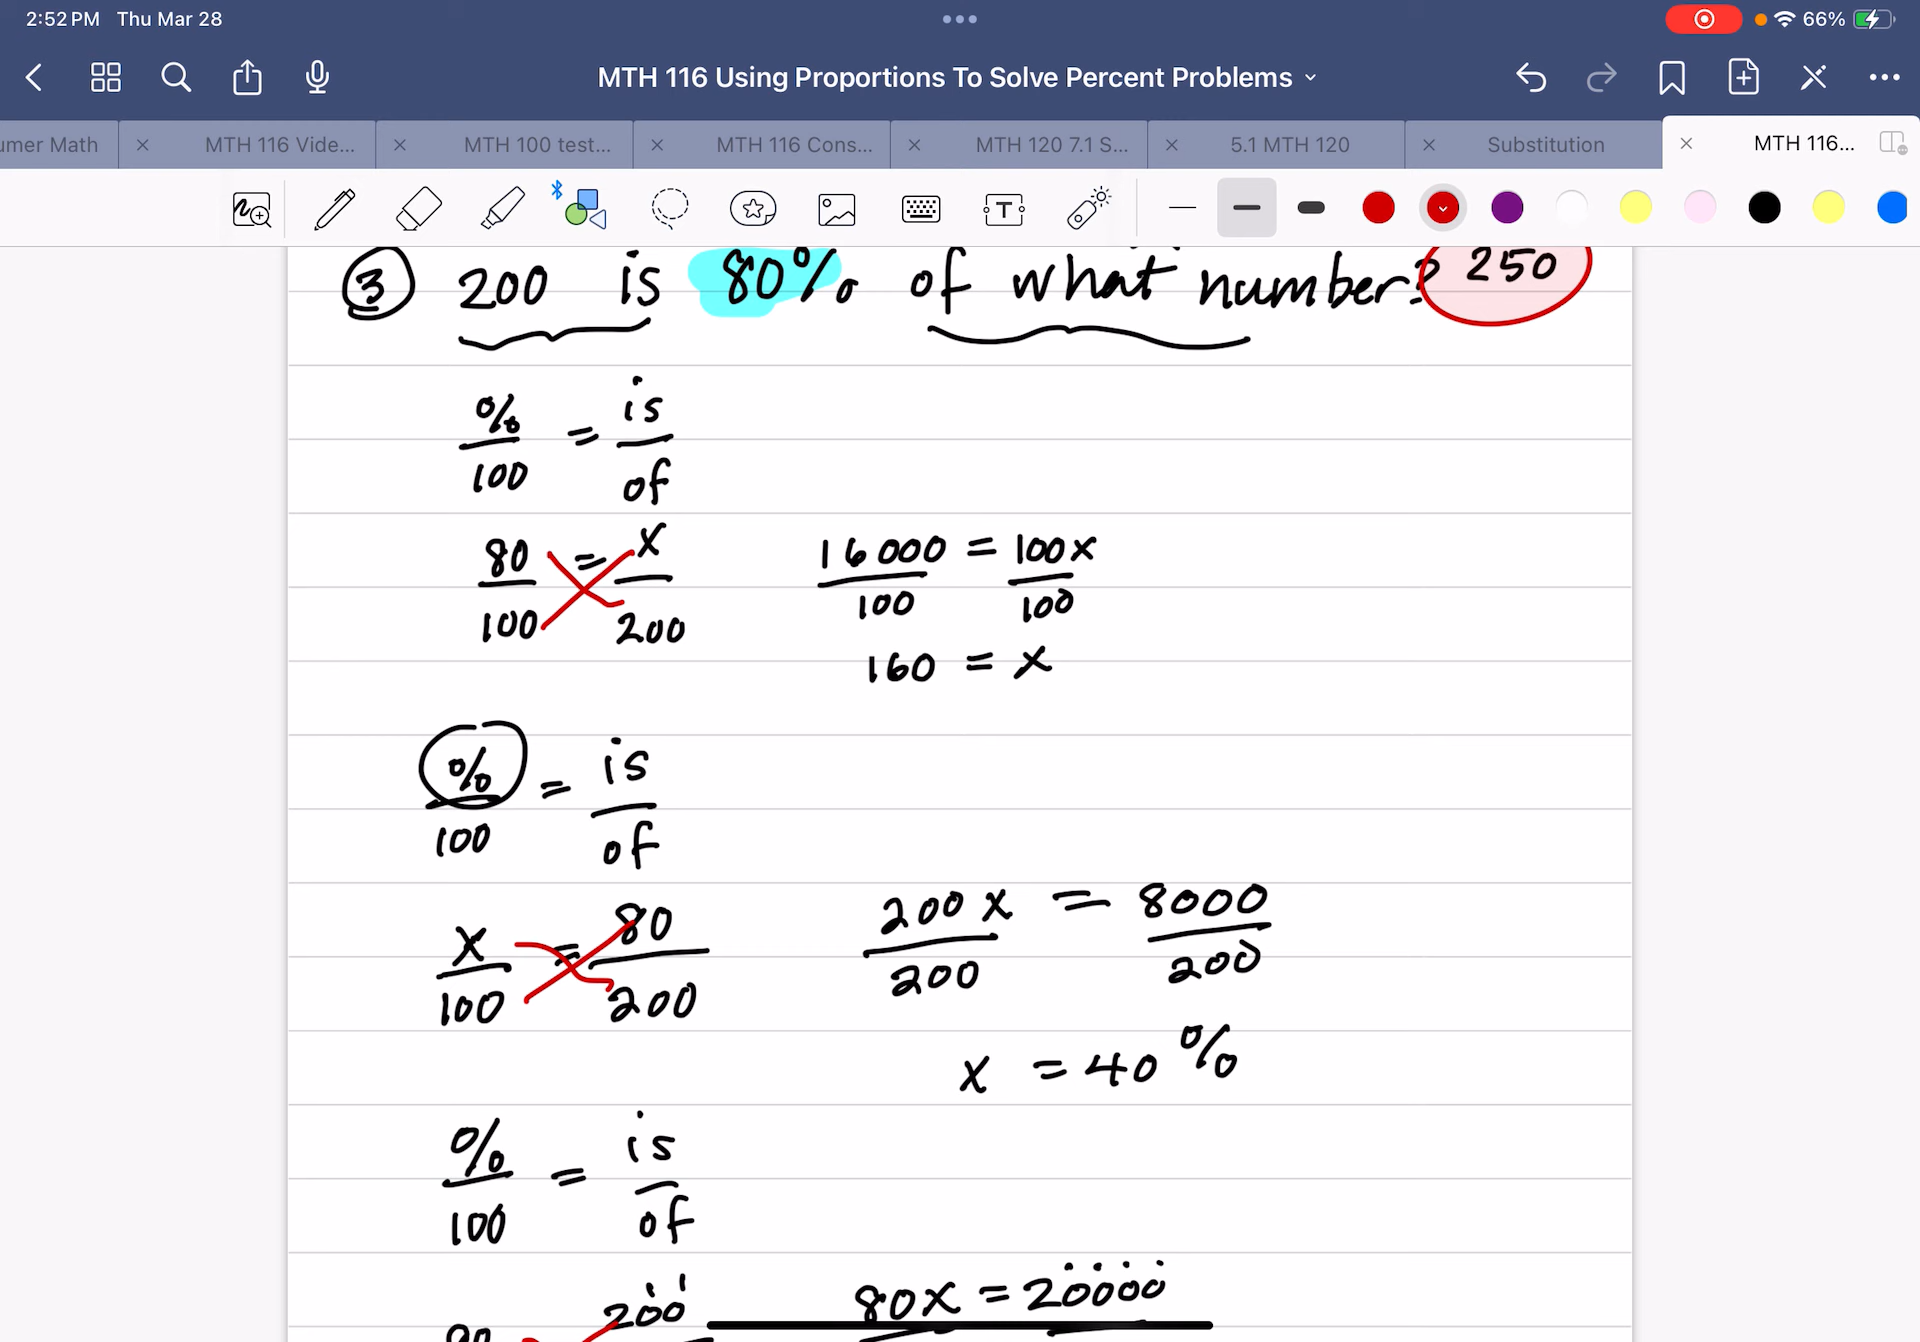 2:52 PM Thu Mar 28
66%
MTH 116 Using Proportions To Solve Percent Problems
umer Math
MTH 116 Vide...
MTH 100 test...
MTH 116 Cons...
MTH 120 7.1 S...
5.1 MTH 120
Substitution
MTH 116...
③ 200 is 80% of what number? 250
%/100 = is/of
80/100 = x/200
16000/100 = 100x/100
160 = x
%/100 = is/of
x/100 = 80/200
200x/200 = 8000/200
x = 40%
%/100 = is/of
200
80x = 20000